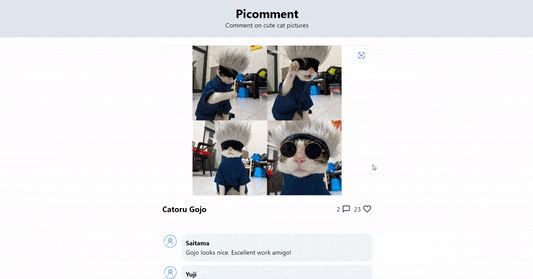 Picomment
Comment on cute cat pictures
Catoru Gojo
2 23
Saitama
Gojo looks nice. Excellent work amigo!
Yuji